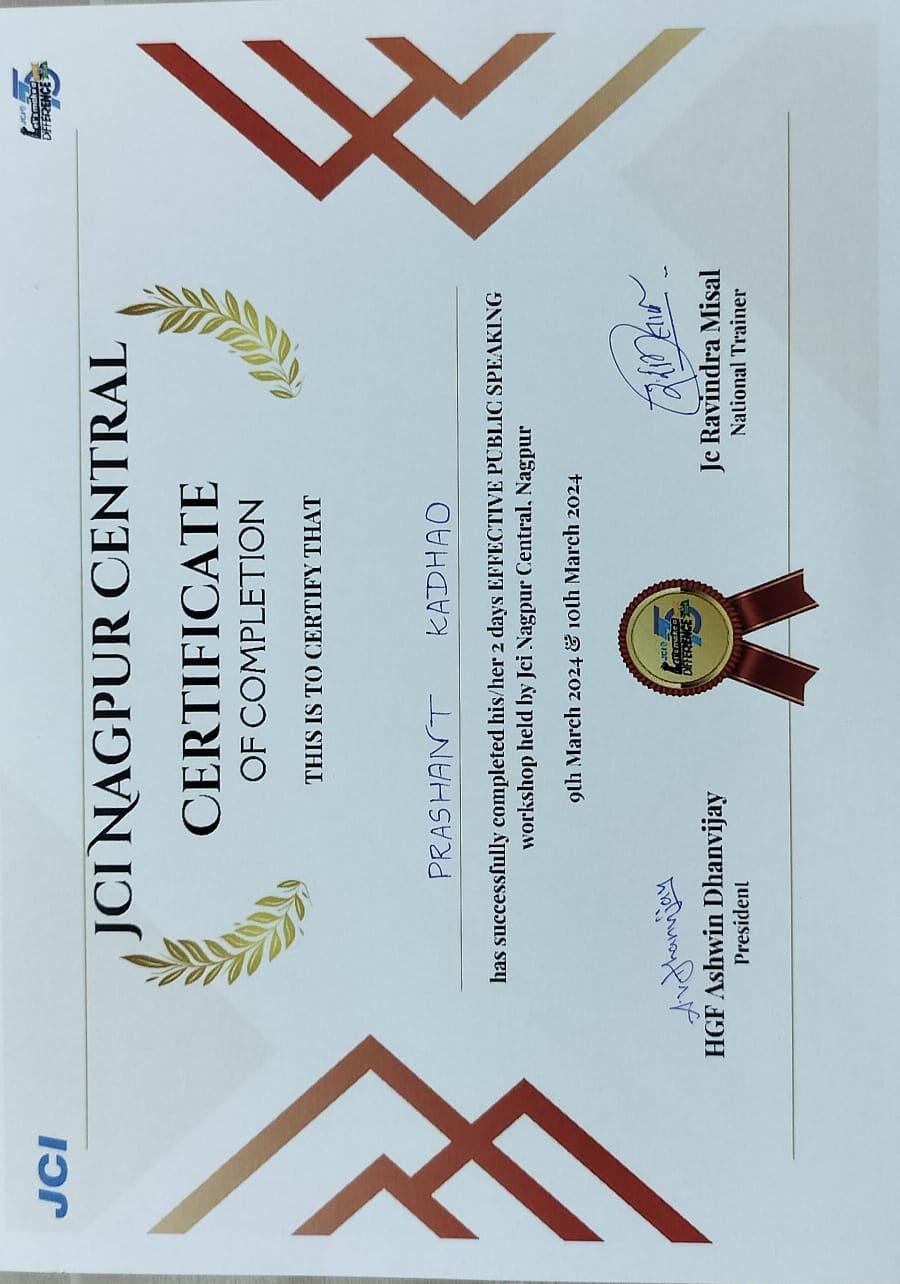 JCI
JCI
75
Let's make a
DIFFERENCE
JCI NAGPUR CENTRAL
CERTIFICATE
OF COMPLETION
THIS IS TO CERTIFY THAT
PRASHANT KADHAO
has successfully completed his/her 2 days EFFECTIVE PUBLIC SPEAKING
workshop held by Jci Nagpur Central, Nagpur
9th March 2024 & 10th March 2024
JCI
75
Let's make a
DIFFERENCE
A.V.Dhanvijay
HGF Ashwin Dhanvijay
President
Jc Ravindra Misal
National Trainer